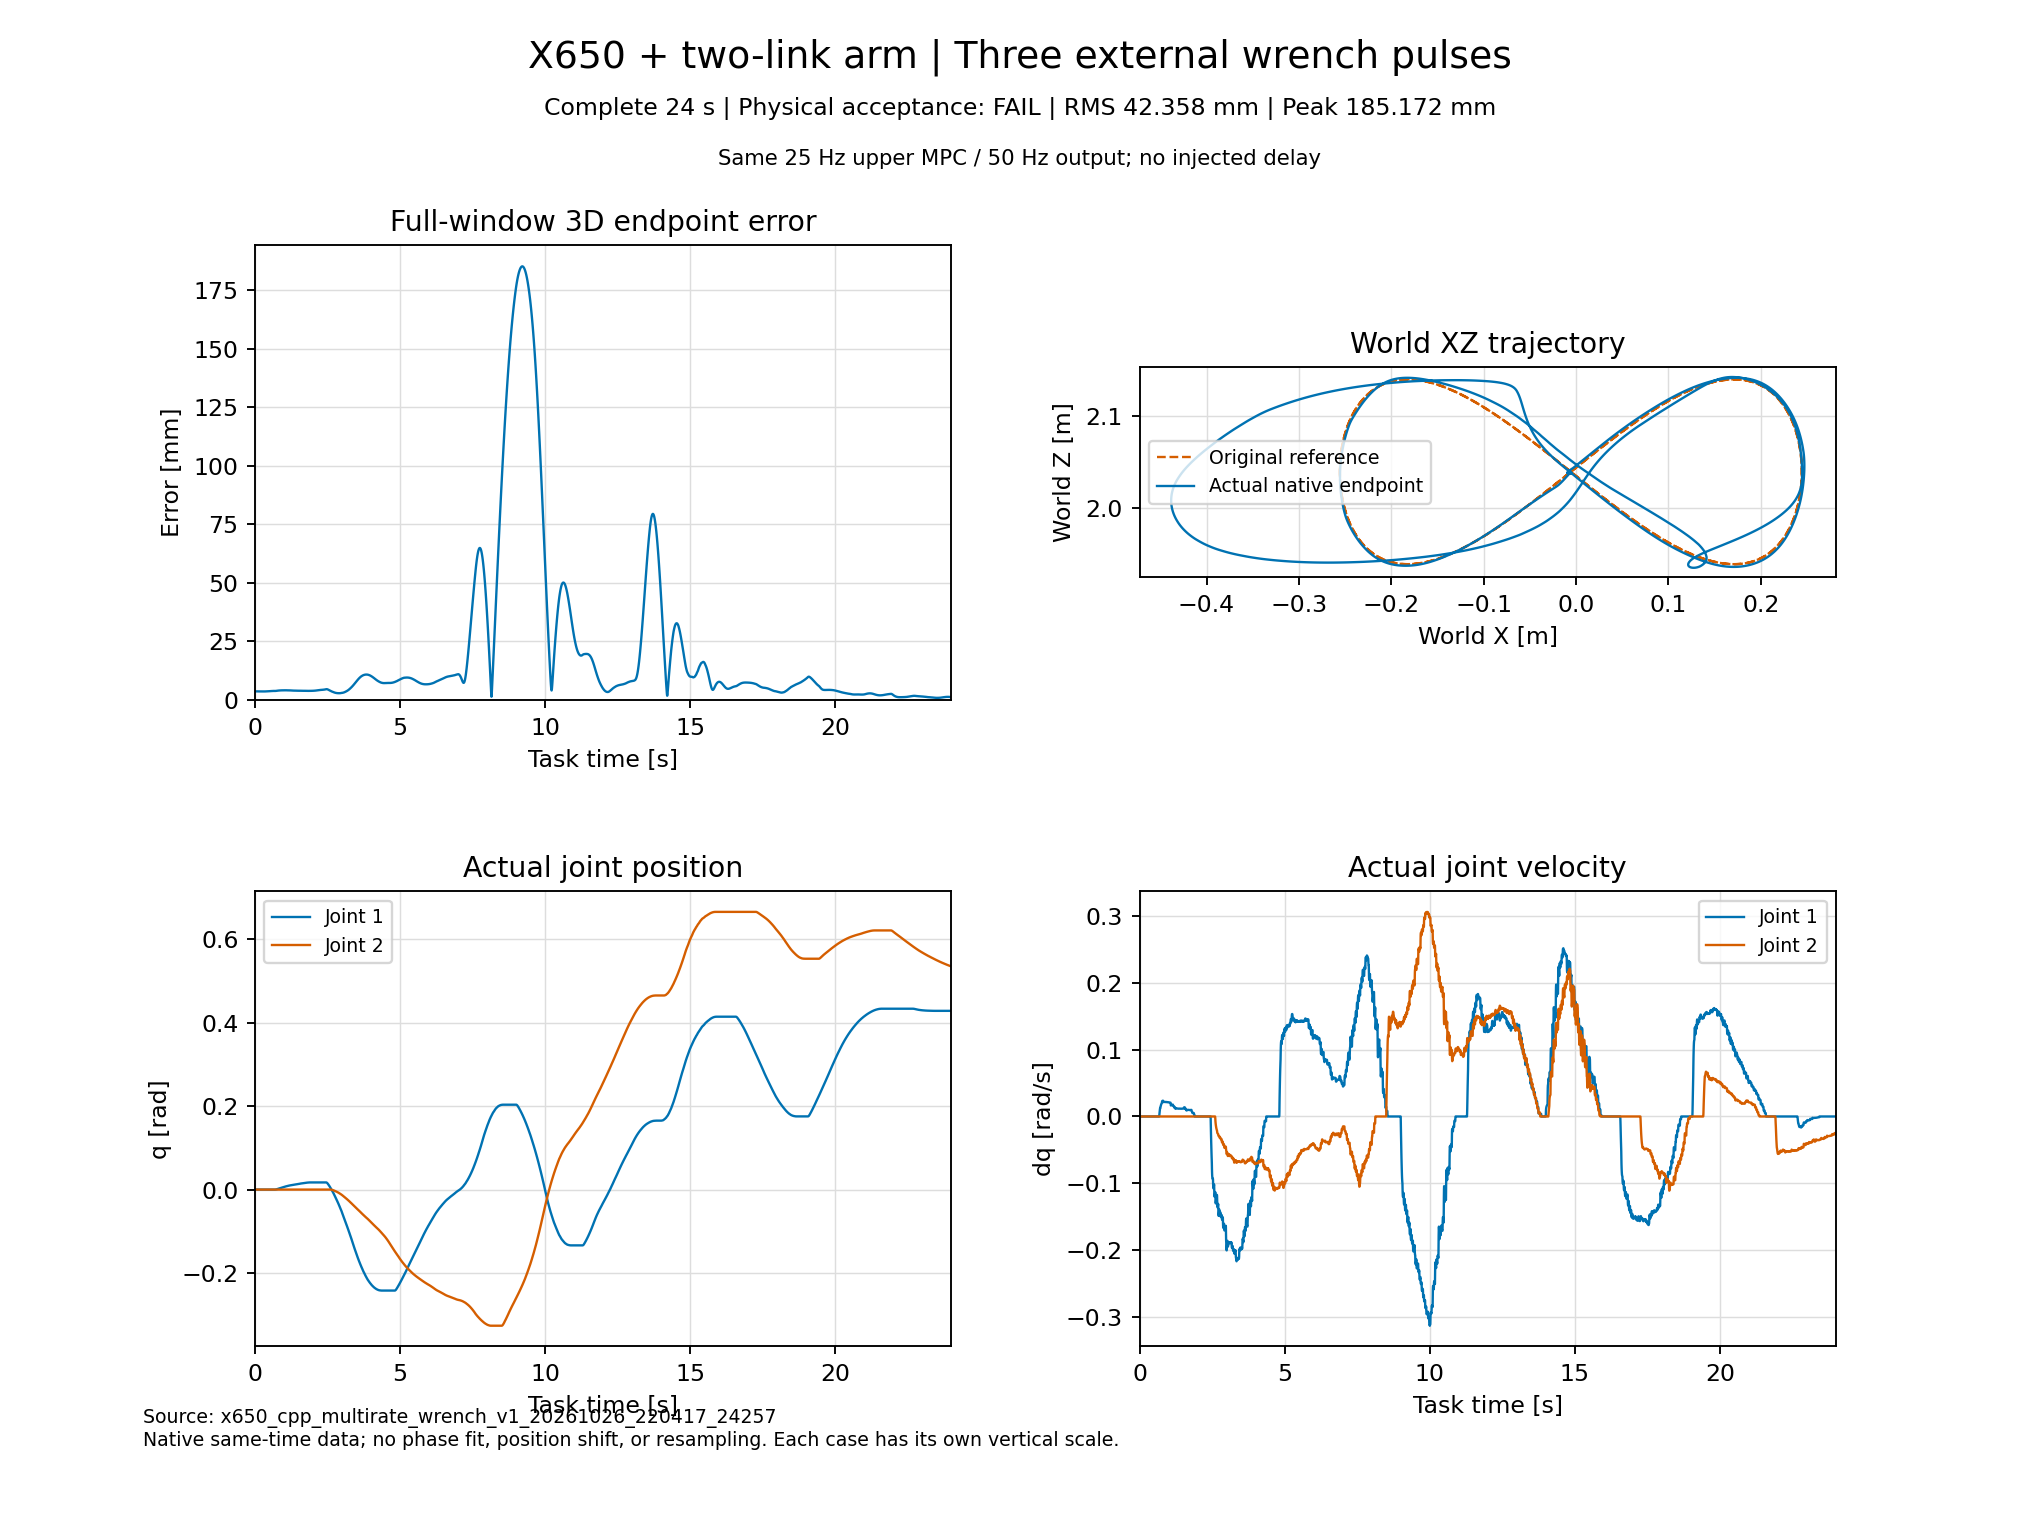 X650 + two-link arm | Three external wrench pulses
Complete 24 s | Physical acceptance: FAIL | RMS 42.358 mm | Peak 185.172 mm
Same 25 Hz upper MPC / 50 Hz output; no injected delay
Full-window 3D endpoint error
Error [mm]
175
150
125
100
75
50
25
0
0 5 10 15 20
Task time [s]
World XZ trajectory
World Z [m]
2.1
2.0
Original reference
Actual native endpoint
−0.4 −0.3 −0.2 −0.1 0.0 0.1 0.2
World X [m]
Actual joint position
q [rad]
0.6
0.4
0.2
0.0
−0.2
Joint 1
Joint 2
0 5 10 15 20
Task time [s]
Actual joint velocity
dq [rad/s]
0.3
0.2
0.1
0.0
−0.1
−0.2
−0.3
Joint 1
Joint 2
0 5 10 15 20
Task time [s]
Source: x650_cpp_multirate_wrench_v1_20261026_220417_24257
Native same-time data; no phase fit, position shift, or resampling. Each case has its own vertical scale.